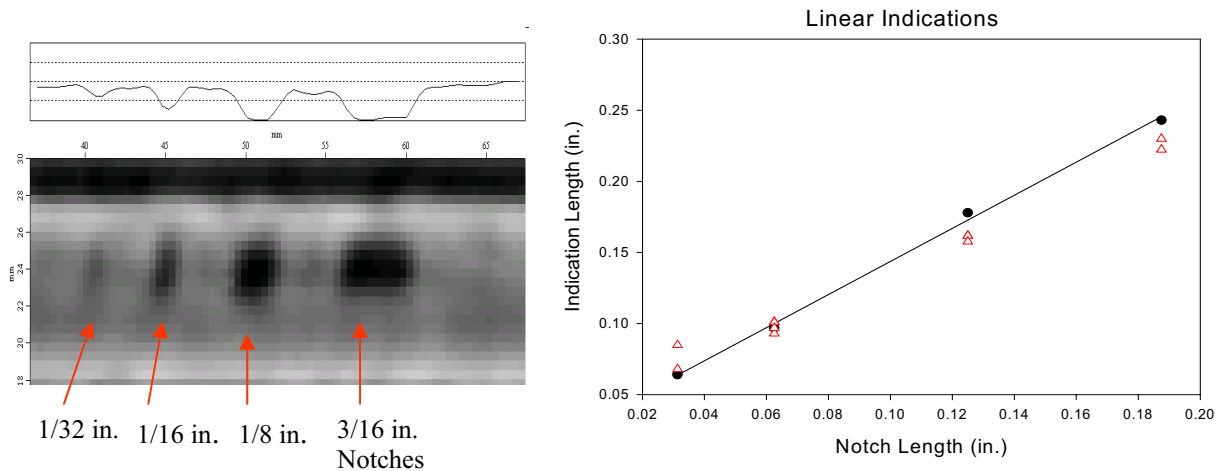 mm
40 45 50 55 60 65
30
28
26
24
22
20
18
mm
1/32 in. 1/16 in. 1/8 in. 3/16 in.
Notches
Linear Indications
0.30
0.25
0.20
0.15
0.10
0.05
Indication Length (in.)
0.02 0.04 0.06 0.08 0.10 0.12 0.14 0.16 0.18 0.20
Notch Length (in.)